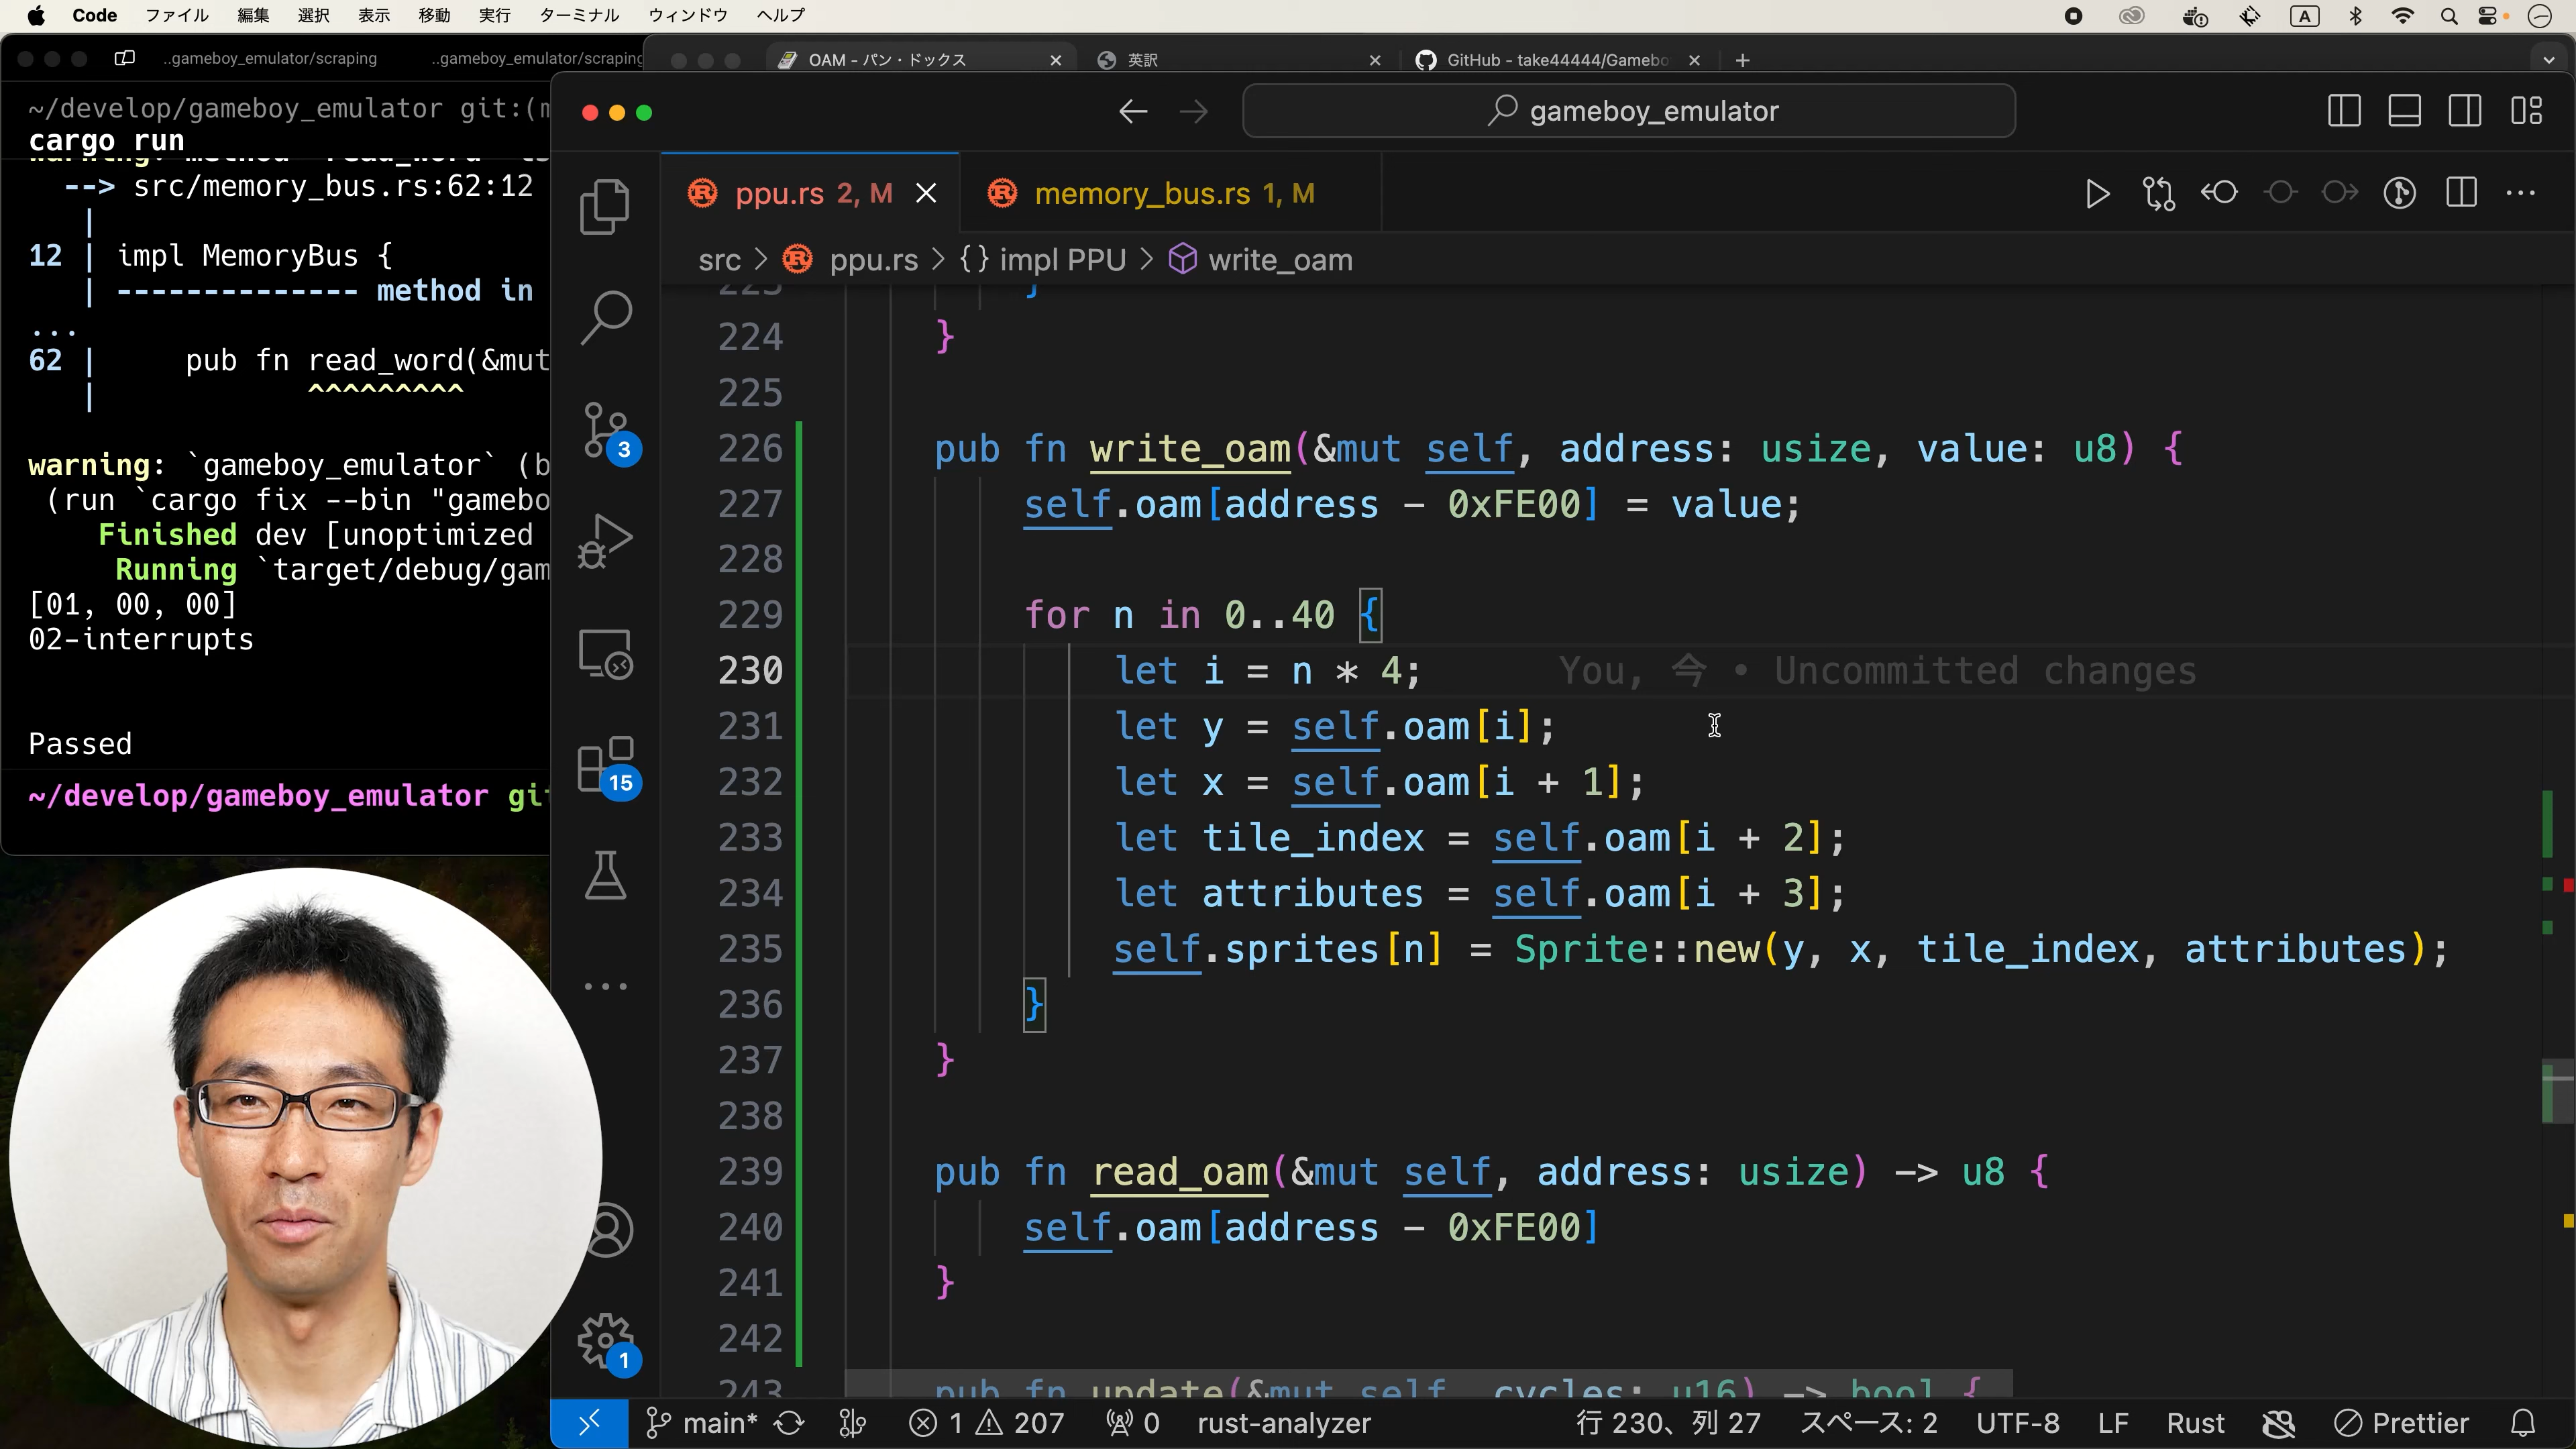 Code ファイル 編集 選択 表示 移動 実行 ターミナル ウィンドウ ヘルプ A
..gameboy_emulator/scraping ..gameboy_emulator/scraping
~/develop/gameboy_emulator git:(m
cargo run
warning: method `read_word` is
--> src/memory_bus.rs:62:12
|
12 | impl MemoryBus {
| -------------- method in
...
62 | pub fn read_word(&mut
| ^^^^^^^^^
warning: `gameboy_emulator` (b
(run `cargo fix --bin "gamebo
Finished dev [unoptimized
Running `target/debug/gam
[01, 00, 00]
02-interrupts
Passed
~/develop/gameboy_emulator git
OAM - パン・ドックス 英訳 GitHub - take44444/Gamebo
gameboy_emulator
ppu.rs 2, M memory_bus.rs 1, M
src > ppu.rs > {} impl PPU > write_oam
3
15
1
223 }
224 }
225
226 pub fn write_oam(&mut self, address: usize, value: u8) {
227 self.oam[address - 0xFE00] = value;
228
229 for n in 0..40 {
230 let i = n * 4; You, 今 • Uncommitted changes
231 let y = self.oam[i];
232 let x = self.oam[i + 1];
233 let tile_index = self.oam[i + 2];
234 let attributes = self.oam[i + 3];
235 self.sprites[n] = Sprite::new(y, x, tile_index, attributes);
236 }
237 }
238
239 pub fn read_oam(&mut self, address: usize) -> u8 {
240 self.oam[address - 0xFE00]
241 }
242
243 pub fn update(&mut self, cycles: u16) -> bool {
main* 1 207 0 rust-analyzer 行 230、列 27 スペース: 2 UTF-8 LF Rust Prettier